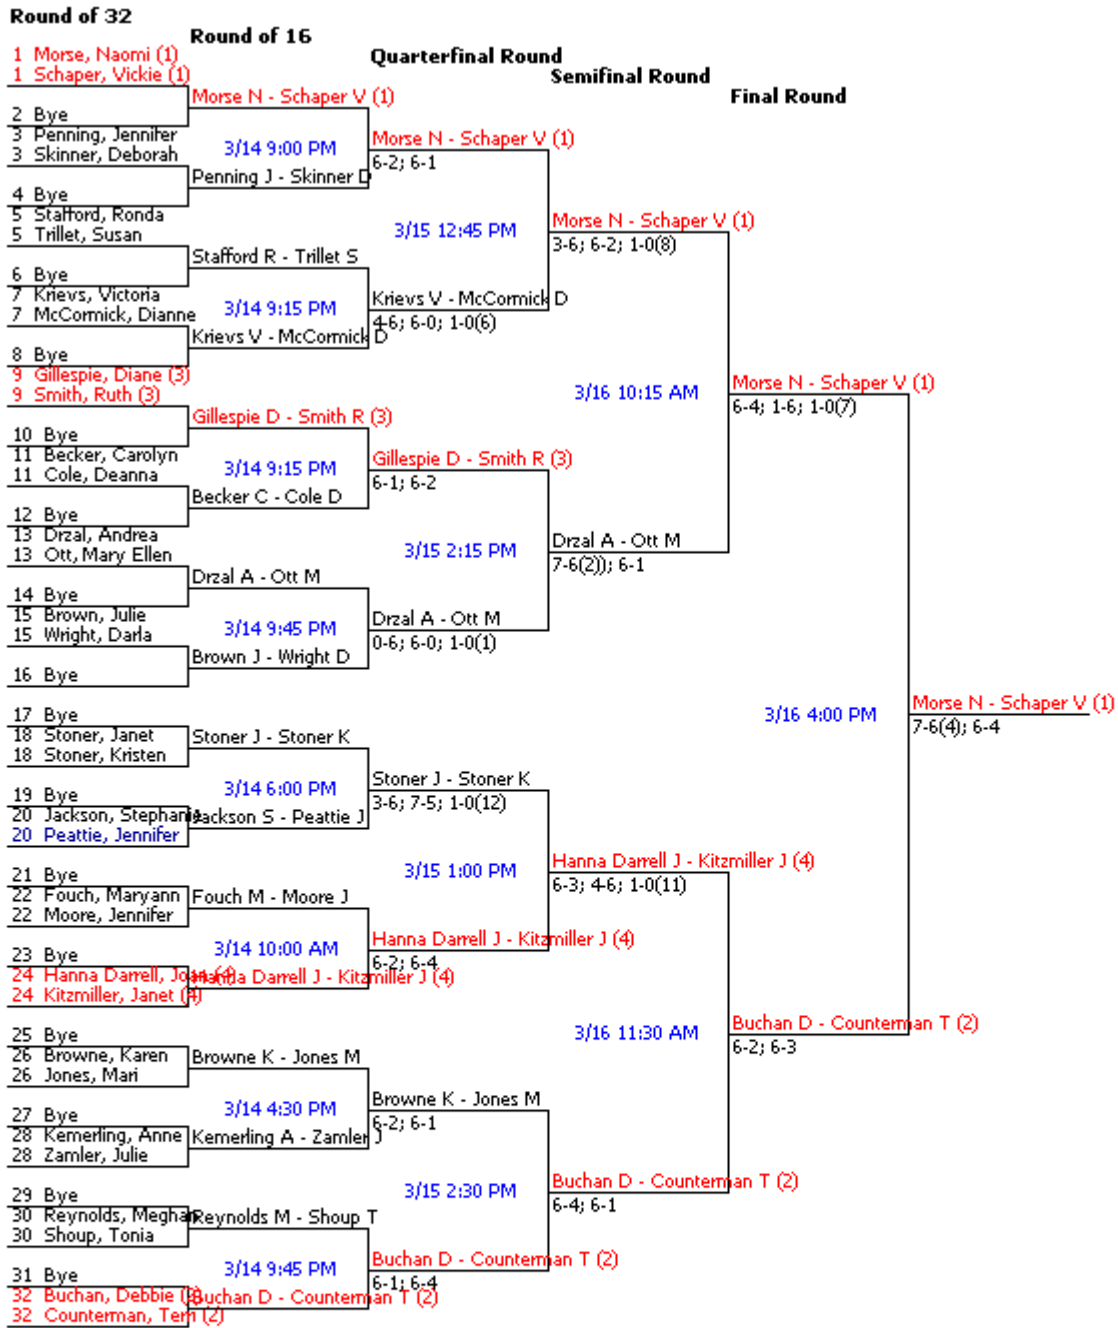 Round of 32
Round of 16
Quarterfinal Round
Semifinal Round
Final Round
1 Morse, Naomi (1)
1 Schaper, Vickie (1)
2 Bye
3 Penning, Jennifer
3 Skinner, Deborah
4 Bye
5 Stafford, Ronda
5 Trillet, Susan
6 Bye
7 Krievs, Victoria
7 McCormick, Dianne
8 Bye
9 Gillespie, Diane (3)
9 Smith, Ruth (3)
10 Bye
11 Becker, Carolyn
11 Cole, Deanna
12 Bye
13 Drzal, Andrea
13 Ott, Mary Ellen
14 Bye
15 Brown, Julie
15 Wright, Darla
16 Bye
17 Bye
18 Stoner, Janet
18 Stoner, Kristen
19 Bye
20 Jackson, Stephanie
20 Peattie, Jennifer
21 Bye
22 Fouch, Maryann
22 Moore, Jennifer
23 Bye
24 Hanna Darrell, (4)
24 Kitzmiller, Janet (4)
25 Bye
26 Browne, Karen
26 Jones, Mari
27 Bye
28 Kemerling, Anne
28 Zamler, Julie
29 Bye
30 Reynolds, Meghan
30 Shoup, Tonia
31 Bye
32 Buchan, Debbie (2)
32 Counterman, Terri (2)
Morse N - Schaper V (1)
3/14 9:00 PM
Penning J - Skinner D
Stafford R - Trillet S
3/14 9:15 PM
Krievs V - McCormick D
Gillespie D - Smith R (3)
3/14 9:15 PM
Becker C - Cole D
Drzal A - Ott M
3/14 9:45 PM
Brown J - Wright D
Stoner J - Stoner K
3/14 6:00 PM
Jackson S - Peattie J
Fouch M - Moore J
3/14 10:00 AM
Hanna Darrell J - Kitzmiller J (4)
Browne K - Jones M
3/14 4:30 PM
Kemerling A - Zamler J
Reynolds M - Shoup T
3/14 9:45 PM
Buchan D - Counterman T (2)
Morse N - Schaper V (1)
6-2; 6-1
3/15 12:45 PM
Krievs V - McCormick D
4-6; 6-0; 1-0(6)
Gillespie D - Smith R (3)
6-1; 6-2
3/15 2:15 PM
Drzal A - Ott M
0-6; 6-0; 1-0(1)
Stoner J - Stoner K
3-6; 7-5; 1-0(12)
3/15 1:00 PM
Hanna Darrell J - Kitzmiller J (4)
6-2; 6-4
Browne K - Jones M
6-2; 6-1
3/15 2:30 PM
Buchan D - Counterman T (2)
6-1; 6-4
Morse N - Schaper V (1)
3-6; 6-2; 1-0(8)
3/16 10:15 AM
Drzal A - Ott M
7-6(2)); 6-1
Hanna Darrell J - Kitzmiller J (4)
6-3; 4-6; 1-0(11)
3/16 11:30 AM
Buchan D - Counterman T (2)
6-4; 6-1
Morse N - Schaper V (1)
6-4; 1-6; 1-0(7)
3/16 4:00 PM
Buchan D - Counterman T (2)
6-2; 6-3
Morse N - Schaper V (1)
7-6(4); 6-4